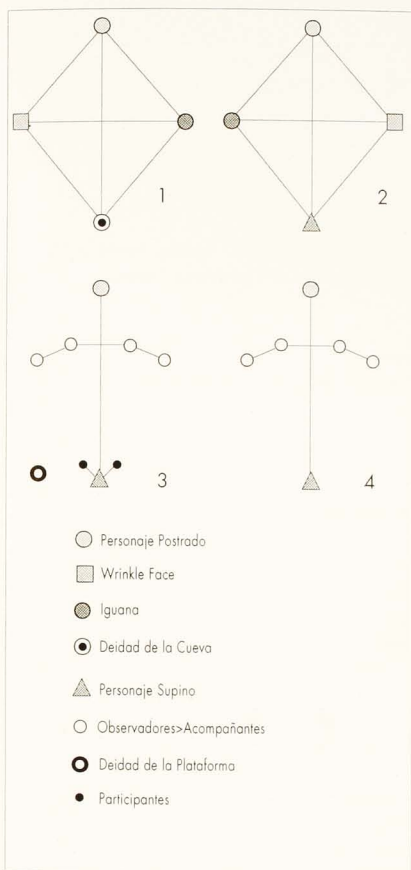 1
2
3
4
Personaje Postrado
Wrinkle Face
Iguana
Deidad de la Cueva
Personaje Supino
Observadores>Acompañantes
Deidad de la Plataforma
Participantes